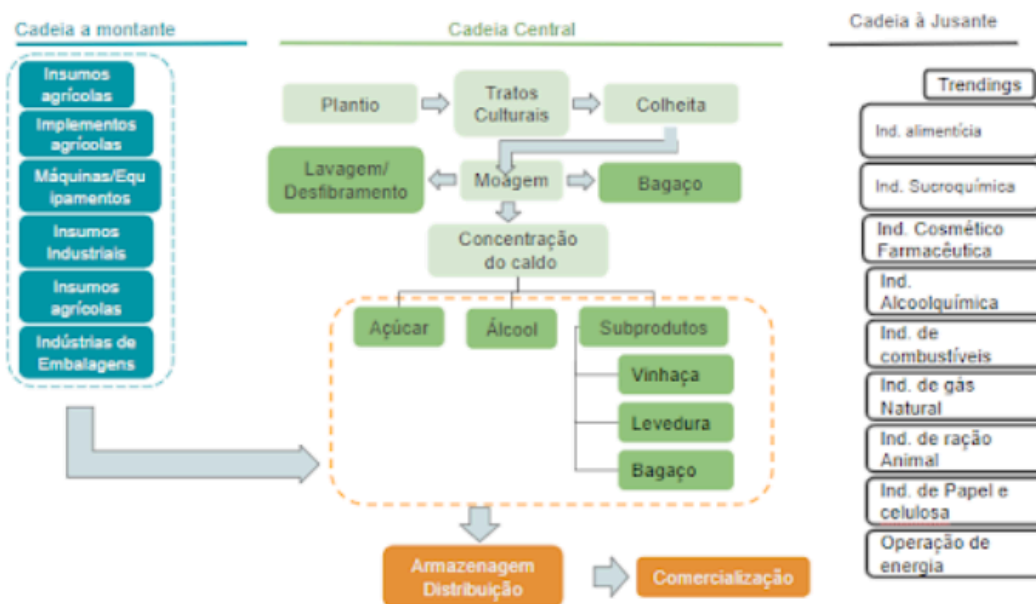 Cadeia a montante
Insumos
agrícolas
Implementos
agrícolas
Máquinas/Equ
ipamentos
Insumos
Industriais
Insumos
agrícolas
Indústrias de
Embalagens
Cadeia Central
Plantio
Tratos
Culturais
Colheita
Lavagem/
Desfibramento
Moagem
Bagaço
Concentração
do caldo
Açúcar
Álcool
Subprodutos
Vinhaça
Levedura
Bagaço
Armazenagem
Distribuição
Comercialização
Cadeia à Jusante
Trendings
Ind. alimentícia
Ind. Sucroquímica
Ind. Cosmético
Farmacêutica
Ind.
Alcoolquímica
Ind. de
combustíveis
Ind. de gás
Natural
Ind. de ração
Animal
Ind. de Papel e
celulosa
Operação de
energia